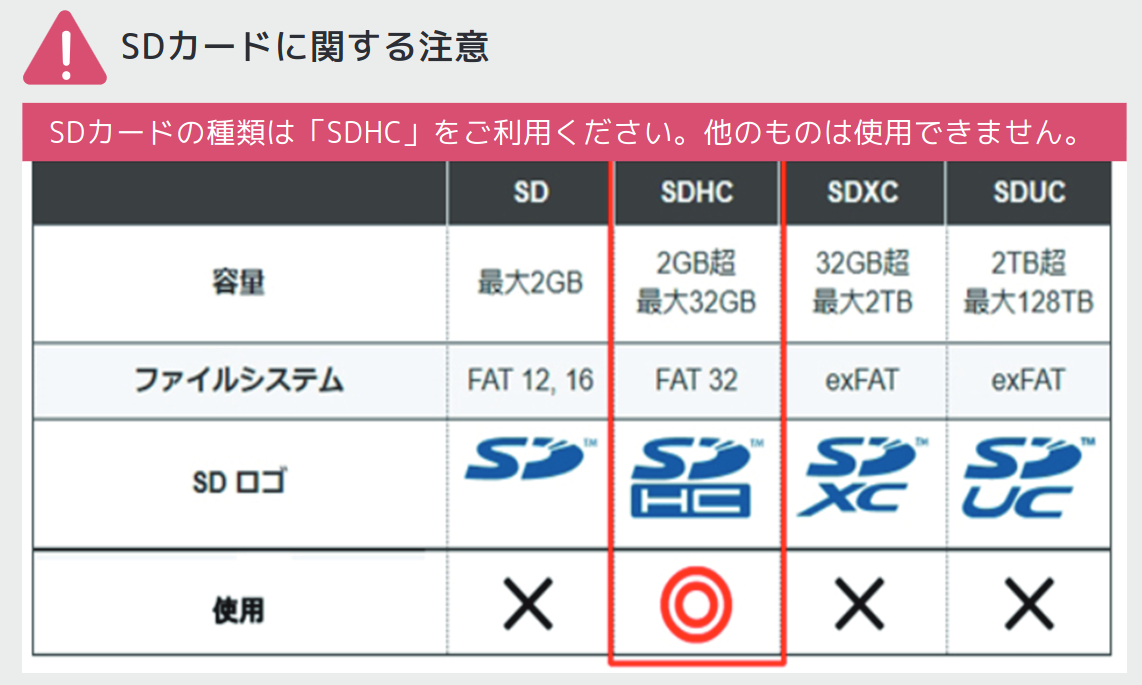 SDカードに関する注意
SDカードの種類は「SDHC」をご利用ください。他のものは使用できません。
SD SDHC SDXC SDUC
容量 最大2GB 2GB超 最大32GB 32GB超 最大2TB 2TB超 最大128TB
ファイルシステム FAT 12, 16 FAT 32 exFAT exFAT
SD ロゴ SD™ SD HC™ SD XC™ SD UC™
使用 × ◎ × ×